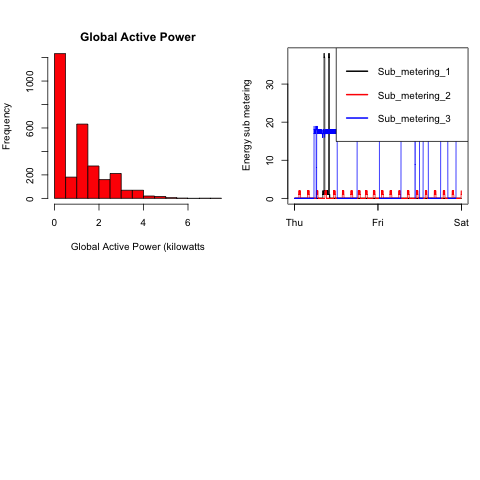 Global Active Power
Frequency
0
200
600
1000
0
2
4
6
Global Active Power (kilowatts
Energy sub metering
0
10
20
30
Sub_metering_1
Sub_metering_2
Sub_metering_3
Thu
Fri
Sat